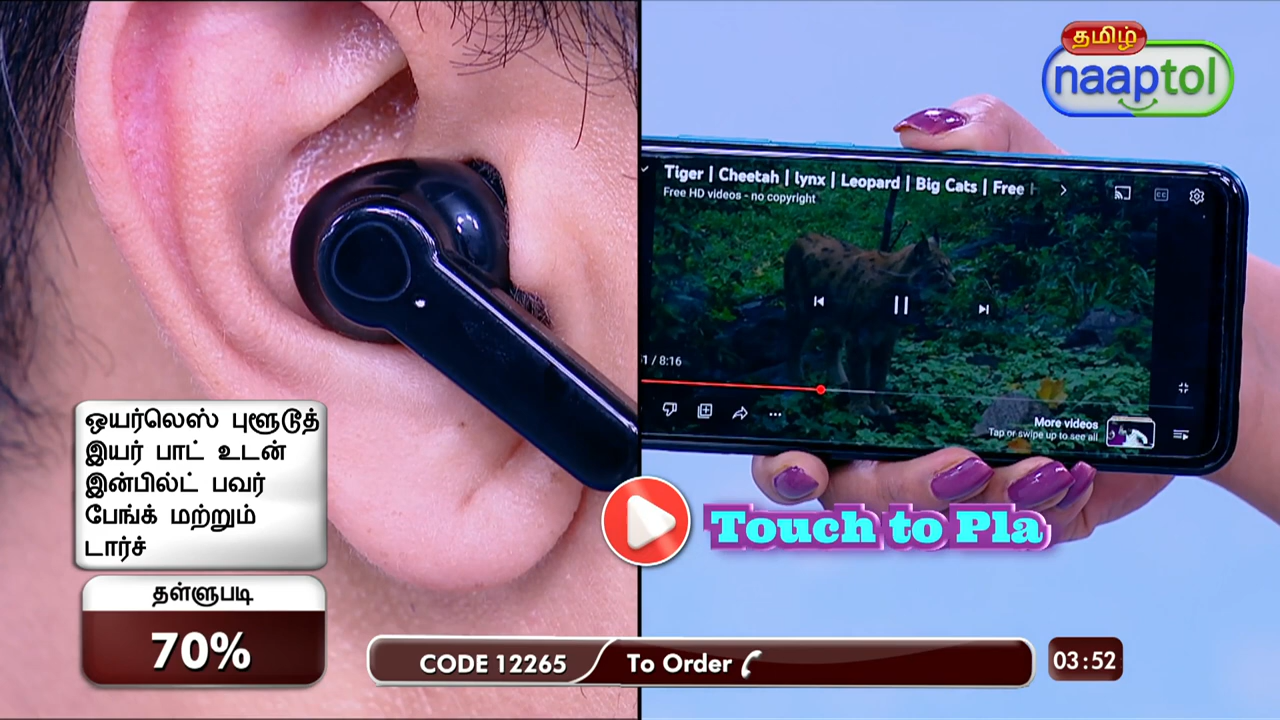 தமிழ்
naaptol
Tiger | Cheetah | lynx | Leopard | Big Cats | Free
Free HD videos - no copyright
CC
/ 8:16
More videos
Tap or swipe up to see all
ஒயர்லெஸ் புளூடூத்
இயர் பாட் உடன்
இன்பில்ட் பவர்
பேங்க் மற்றும்
டார்ச்
Touch to Pla
தள்ளுபடி
70%
CODE 12265
To Order
03:52